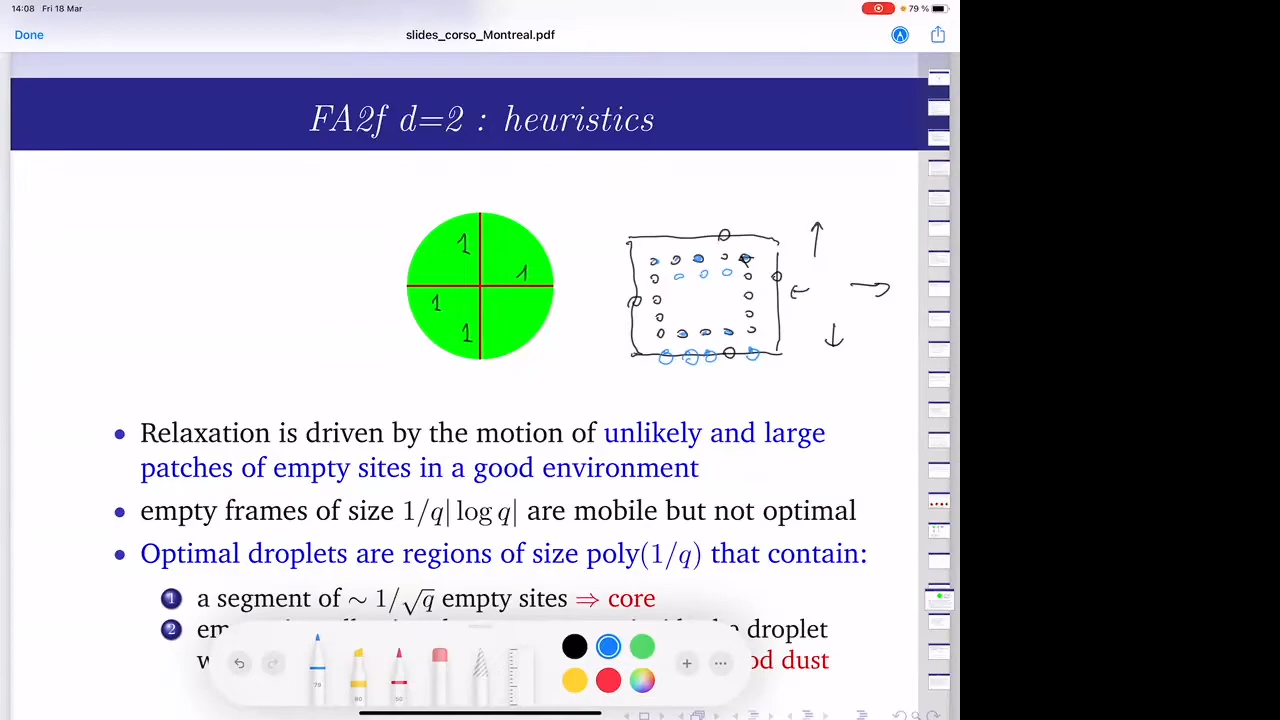 14:08 Fri 18 Mar
79 %
Done
slides_corso_Montreal.pdf
FA2f d=2 : heuristics
1
1
1
1
• Relaxation is driven by the motion of unlikely and large
patches of empty sites in a good environment
• empty frames of size 1/q| log q| are mobile but not optimal
• Optimal droplets are regions of size poly(1/q) that contain:
1 a segment of ∼ 1/√q empty sites ⇒ core
2 droplet
dust
79
80
50